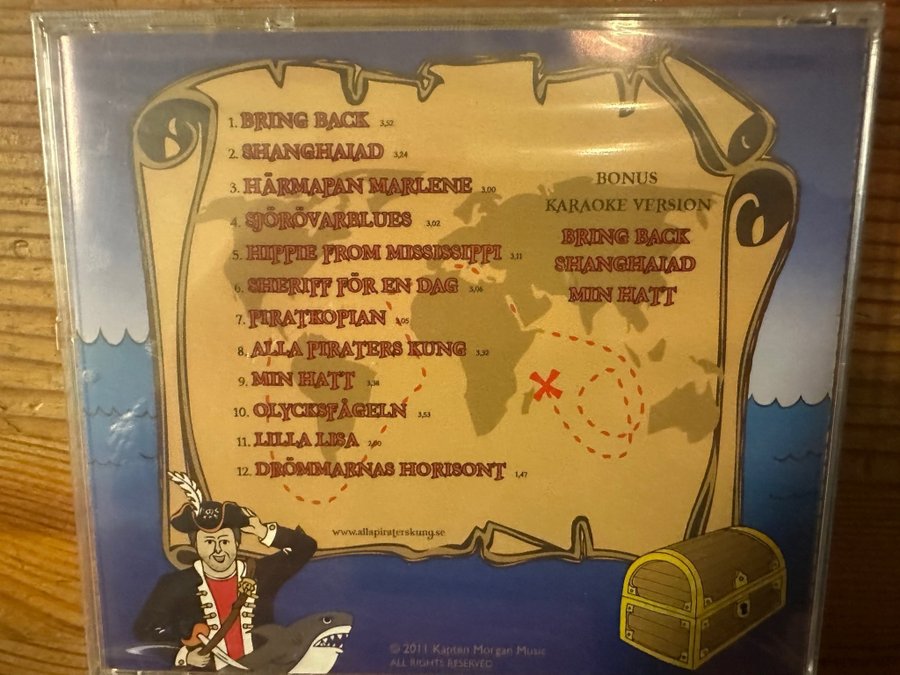 1. BRING BACK 3,52
2. SHANGHAIAD 3,24
3. HÄRMAPAN MARLENE 3,00
4. SJÖRÖVARBLUES 3,02
5. HIPPIE FROM MISSISSIPPI 3,11
6. SHERIFF FÖR EN DAG 3,06
7. PIRATKOPIAN 3,05
8. ALLA PIRATERS KUNG 3,32
9. MIN HATT 3,38
10. OLYCKSFÅGELN 3,53
11. LILLA LISA
12. DRÖMMARNAS HORISONT 1,47
BONUS
KARAOKE VERSION
BRING BACK
SHANGHAIAD
MIN HATT
www.allapiraterskung.se
© 2011 Kapten Morgan Music
ALL RIGHTS RESERVED